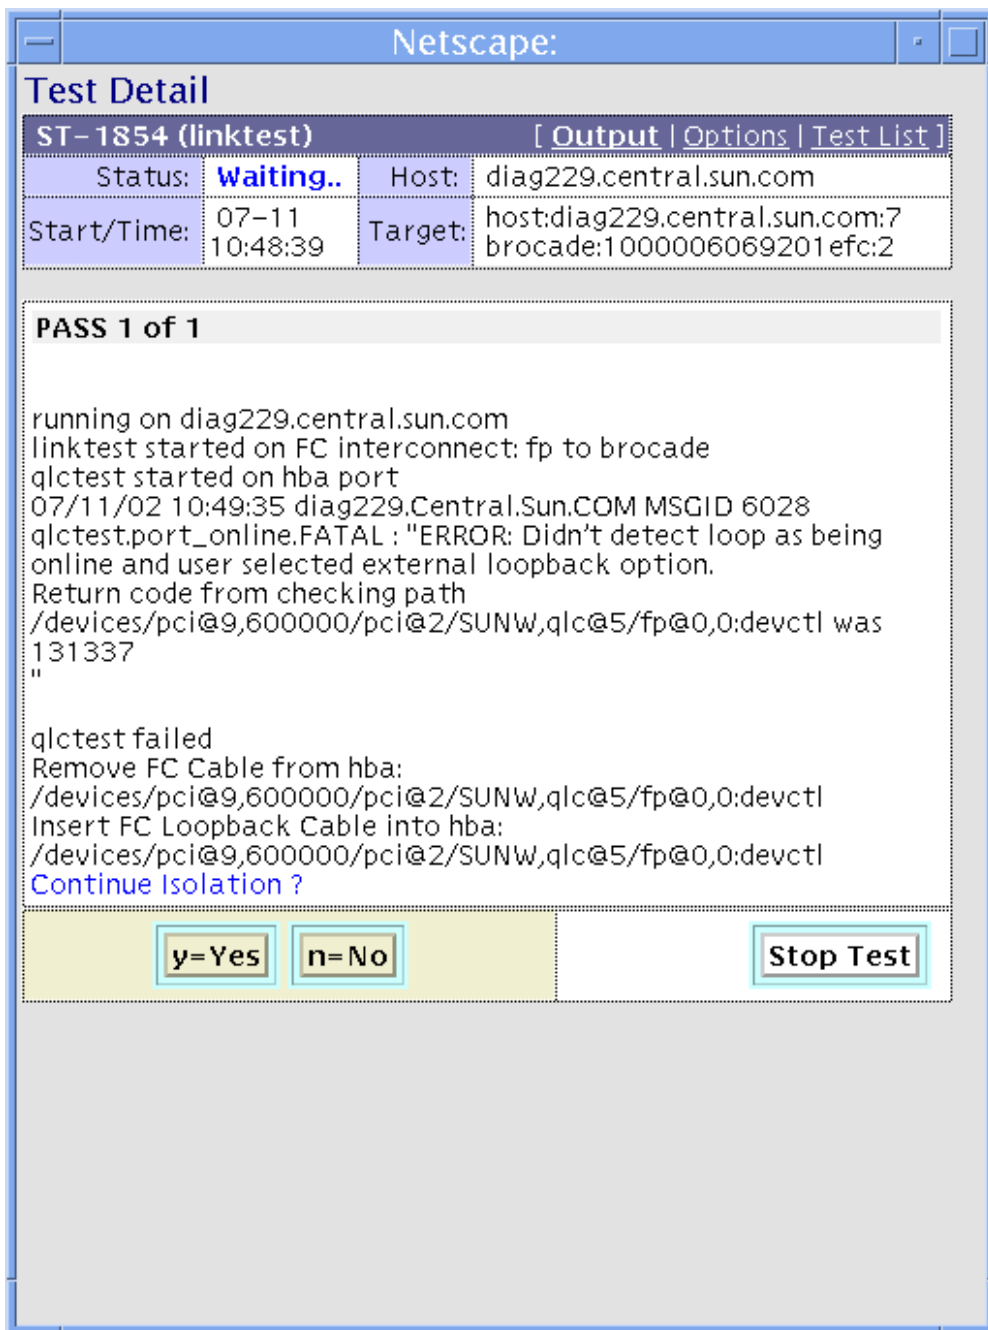 Netscape:
Test Detail
ST-1854 (linktest) [ Output | Options | Test List ]
Status: Waiting.. Host: diag229.central.sun.com
Start/Time: 07-11 10:48:39 Target: host:diag229.central.sun.com:7
brocade:1000006069201efc:2
PASS 1 of 1
running on diag229.central.sun.com
linktest started on FC interconnect: fp to brocade
qlctest started on hba port
07/11/02 10:49:35 diag229.Central.Sun.COM MSGID 6028
qlctest.port_online.FATAL : "ERROR: Didn't detect loop as being
online and user selected external loopback option.
Return code from checking path
/devices/pci@9,600000/pci@2/SUNW,qlc@5/fp@0,0:devctl was
131337
"
qlctest failed
Remove FC Cable from hba:
/devices/pci@9,600000/pci@2/SUNW,qlc@5/fp@0,0:devctl
Insert FC Loopback Cable into hba:
/devices/pci@9,600000/pci@2/SUNW,qlc@5/fp@0,0:devctl
Continue Isolation ?
y=Yes n=No Stop Test